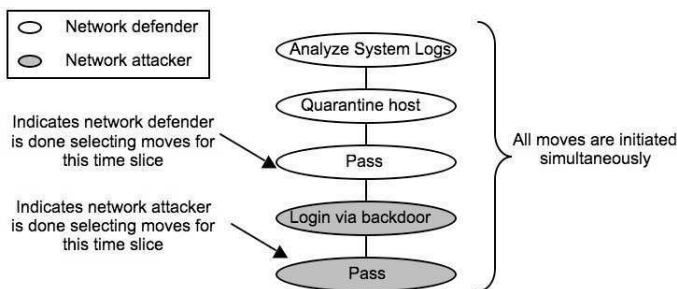 Network defender
Network attacker
Analyze System Logs
Quarantine host
Indicates network defender
is done selecting moves for
this time slice
Pass
All moves are initiated
simultaneously
Indicates network attacker
is done selecting moves for
this time slice
Login via backdoor
Pass